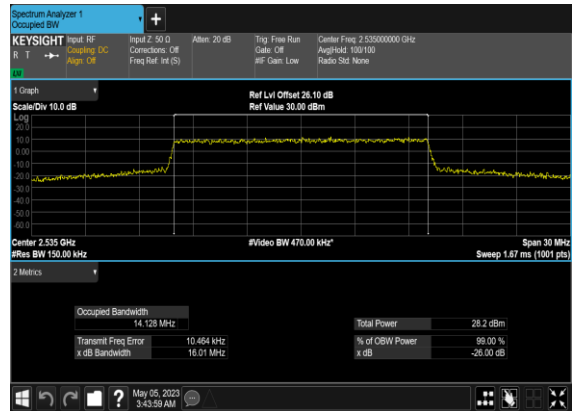 Spectrum Analyzer 1
Occupied BW
+
KEYSIGHT Input: RF Input Z: 50 Ω Atten: 20 dB Trig: Free Run Center Freq: 2.535000000 GHz
R T Coupling: DC Corrections: Off Gate: Off Avg|Hold: 100/100
Align: Off Freq Ref: Int (S) #IF Gain: Low Radio Std: None
1 Graph
Ref Lvl Offset 26.10 dB
Scale/Div 10.0 dB Ref Value 30.00 dBm
Log
20.0
10.0
0.00
-10.0
-20.0
-30.0
-40.0
-50.0
-60.0
Center 2.535 GHz #Video BW 470.00 kHz* Span 30 MHz
#Res BW 150.00 kHz Sweep 1.67 ms (1001 pts)
2 Metrics
Occupied Bandwidth
14.128 MHz Total Power 28.2 dBm
Transmit Freq Error 10.464 kHz % of OBW Power 99.00 %
x dB Bandwidth 16.01 MHz x dB -26.00 dB
? May 05, 2023
3:43:59 AM